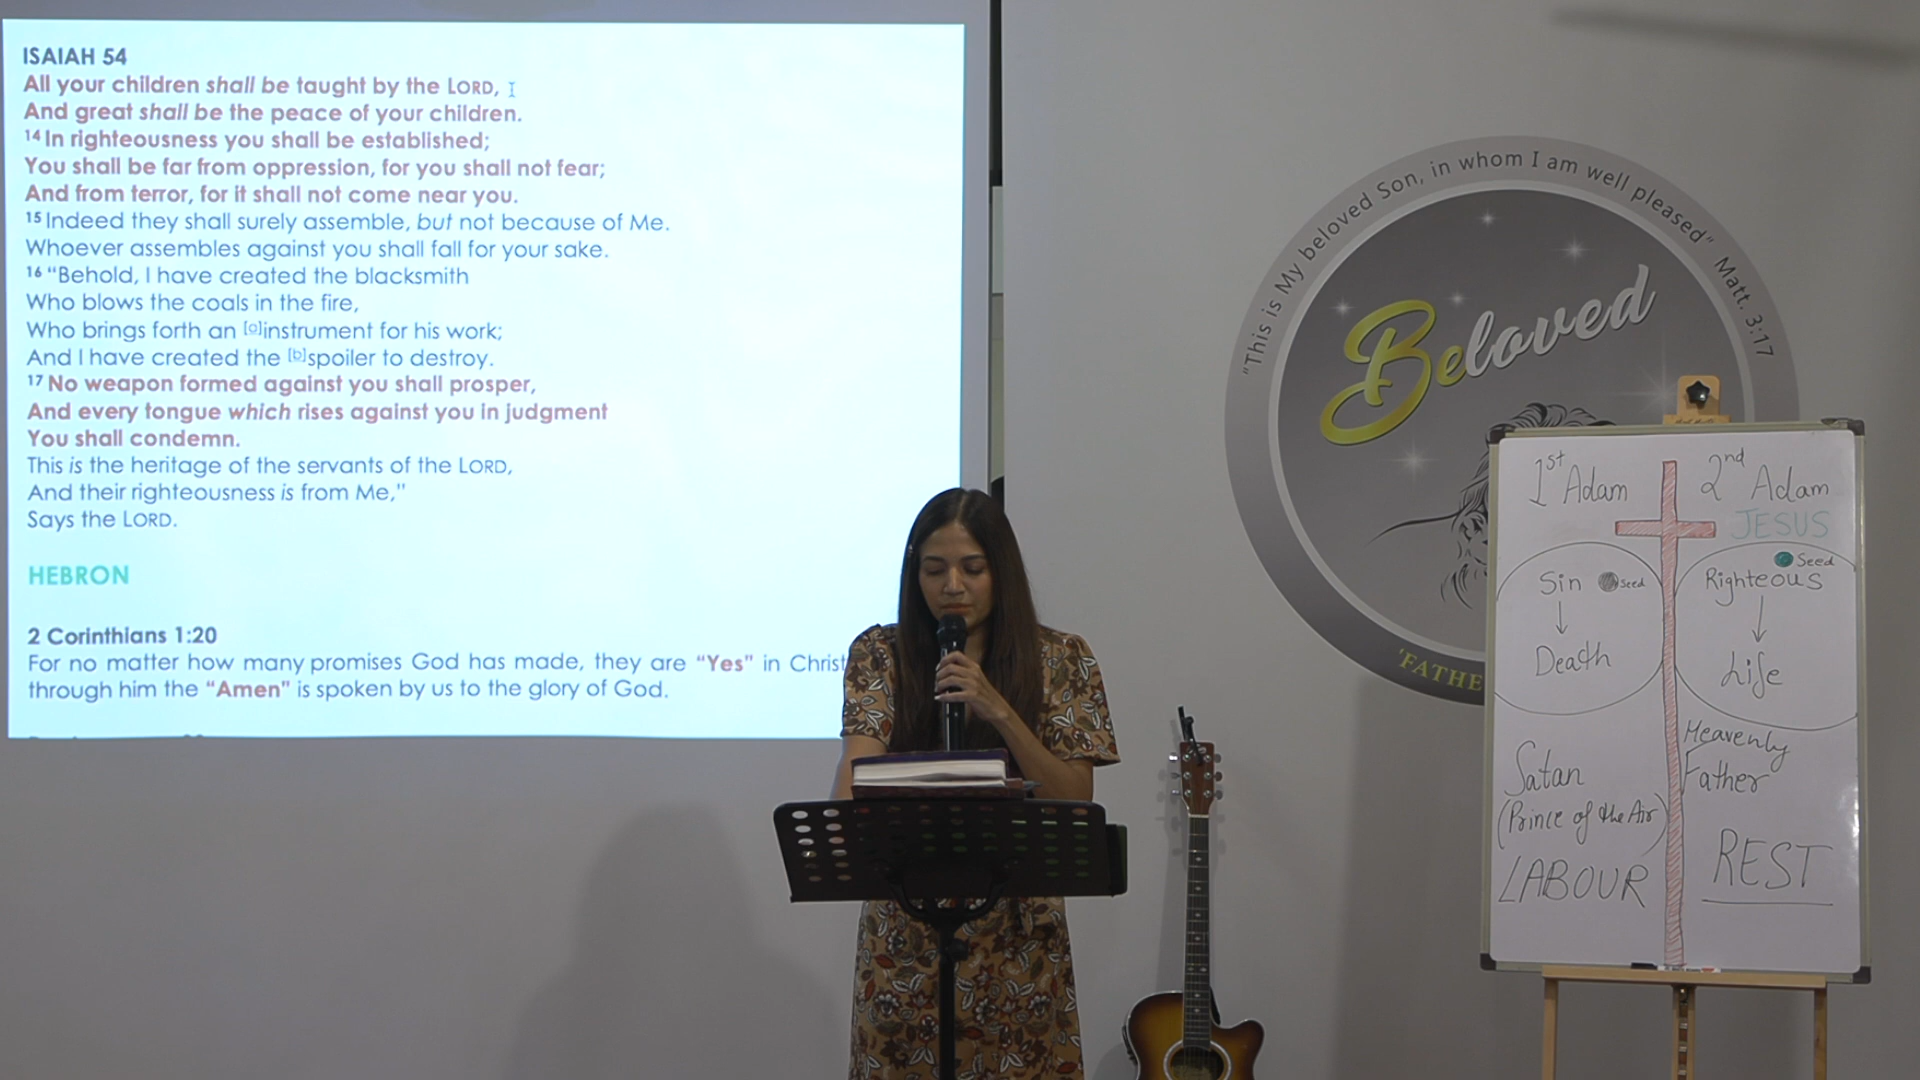 ISAIAH 54
All your children shall be taught by the LORD,
And great shall be the peace of your children.
14 In righteousness you shall be established;
You shall be far from oppression, for you shall not fear;
And from terror, for it shall not come near you.
15 Indeed they shall surely assemble, but not because of Me.
Whoever assembles against you shall fall for your sake.
16 “Behold, I have created the blacksmith
Who blows the coals in the fire,
Who brings forth an [a]instrument for his work;
And I have created the [b]spoiler to destroy.
17 No weapon formed against you shall prosper,
And every tongue which rises against you in judgment
You shall condemn.
This is the heritage of the servants of the LORD,
And their righteousness is from Me,"
Says the LORD.
HEBRON
2 Corinthians 1:20
For no matter how many promises God has made, they are “Yes” in Christ
through him the “Amen” is spoken by us to the glory of God.
"This is My beloved Son, in whom I am well pleased" Matt. 3:17
Beloved
'FATHE
1st Adam
2nd Adam
JESUS
Sin Seed
Death
Seed
Righteous
Life
Satan
(Prince of the Air)
LABOUR
Heavenly
Father
REST